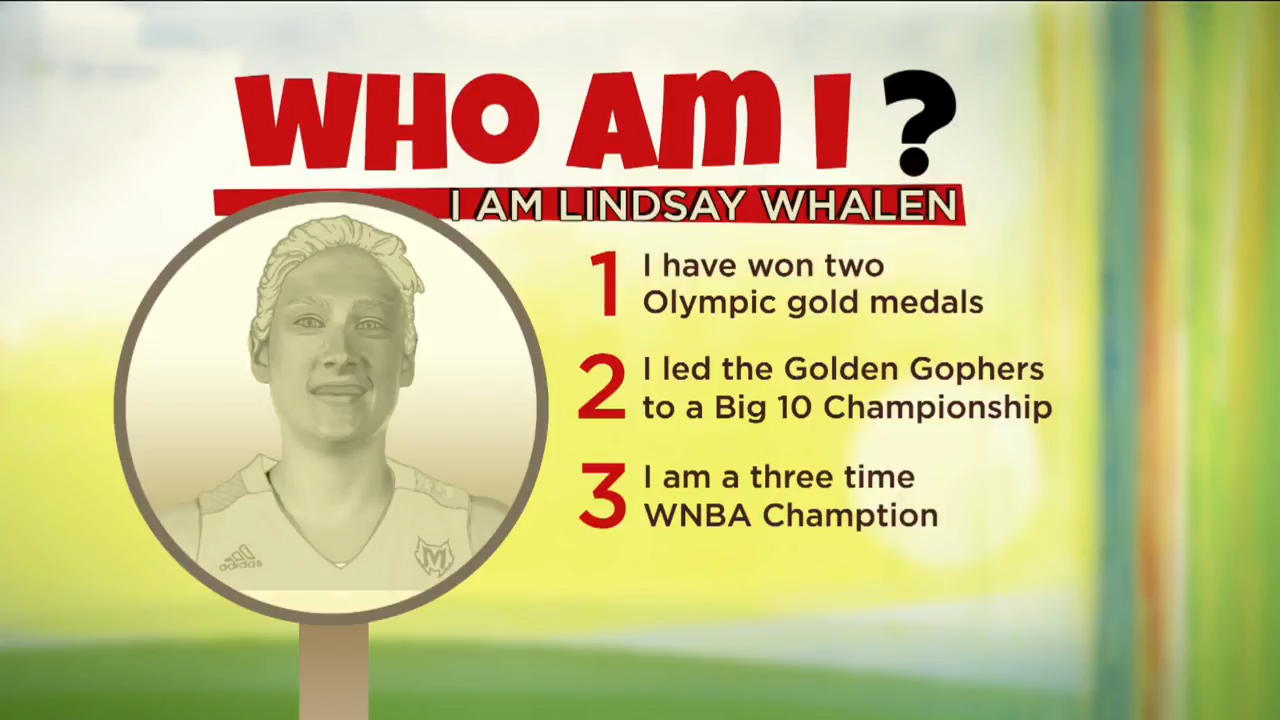 WHO AM I ?
I AM LINDSAY WHALEN
1 I have won two
Olympic gold medals
2 I led the Golden Gophers
to a Big 10 Championship
3 I am a three time
WNBA Chamption
adidas
M